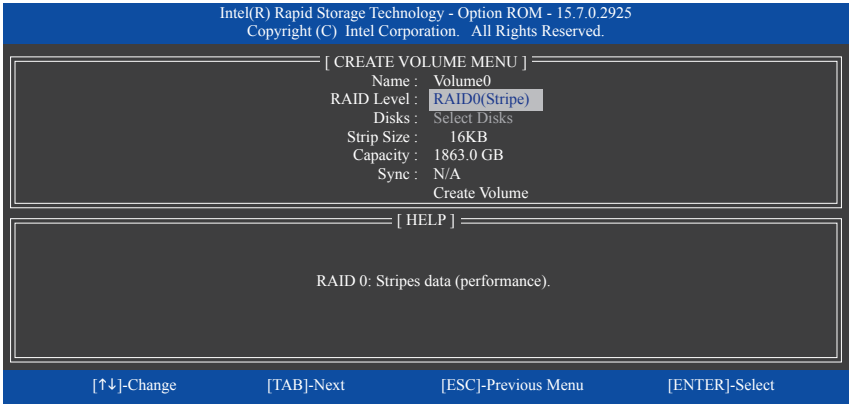 Intel(R) Rapid Storage Technology - Option ROM - 15.7.0.2925
Copyright (C) Intel Corporation. All Rights Reserved.
[ CREATE VOLUME MENU ]
Name : Volume0
RAID Level : RAID0(Stripe)
Disks : Select Disks
Strip Size : 16KB
Capacity : 1863.0 GB
Sync : N/A
Create Volume
[ HELP ]
RAID 0: Stripes data (performance).
[↑↓]-Change [TAB]-Next [ESC]-Previous Menu [ENTER]-Select